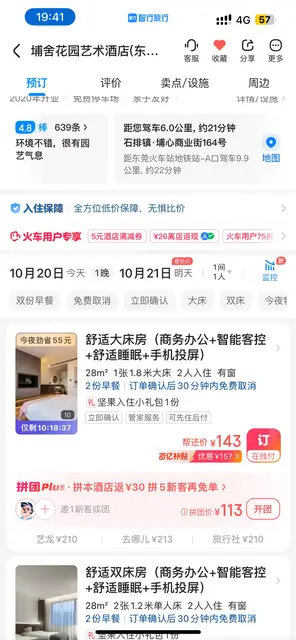 19:41
智行旅行
4G 57
埔舍花园艺术酒店(东...
客服
收藏
分享
更多
预订
评价
卖点/设施
周边
2020年开业
免费停车场
亲子友好
详情/设施
4.8 棒 639条
环境不错，很有园艺气息
距您驾车6.0公里，约21分钟
石排镇·埔心商业街164号
距东莞火车站地铁站-A口驾车9.9公里，约22分钟
地图
入住保障
全方位低价保障，无惧比价
火车用户专享
5元酒店满减券
¥26离店返现
火车用户75折
10月20日 今天
1晚
10月21日 明天
1间
1人
监控
双份早餐
免费取消
立即确认
大床
双床
今夜特
今夜劲省55元
舒适大床房（商务办公+智能客控+舒适睡眠+手机投屏）
28m² 1张1.8米大床 2人入住 有窗
2份早餐
订单确认后30分钟内免费取消
礼 坚果入住小礼包1份
立即确认
管家服务
可先住后付
10
仅剩10:18:37
帮还价 ¥143
百亿补贴 优惠¥157
订
在线付
拼团Plus·拼本酒店返¥30 拼5新客再免单
邀1新客成团
拼团价 ¥113
开团
艺龙 ¥210
去哪儿 ¥213
旅行社 ¥210
舒适双床房（商务办公+智能客控+舒适睡眠+手机投屏）
28m² 2张1.2米单人床 2人入住 有窗
2份早餐
订单确认后30分钟内免费取消
礼 坚果入住小礼包1份